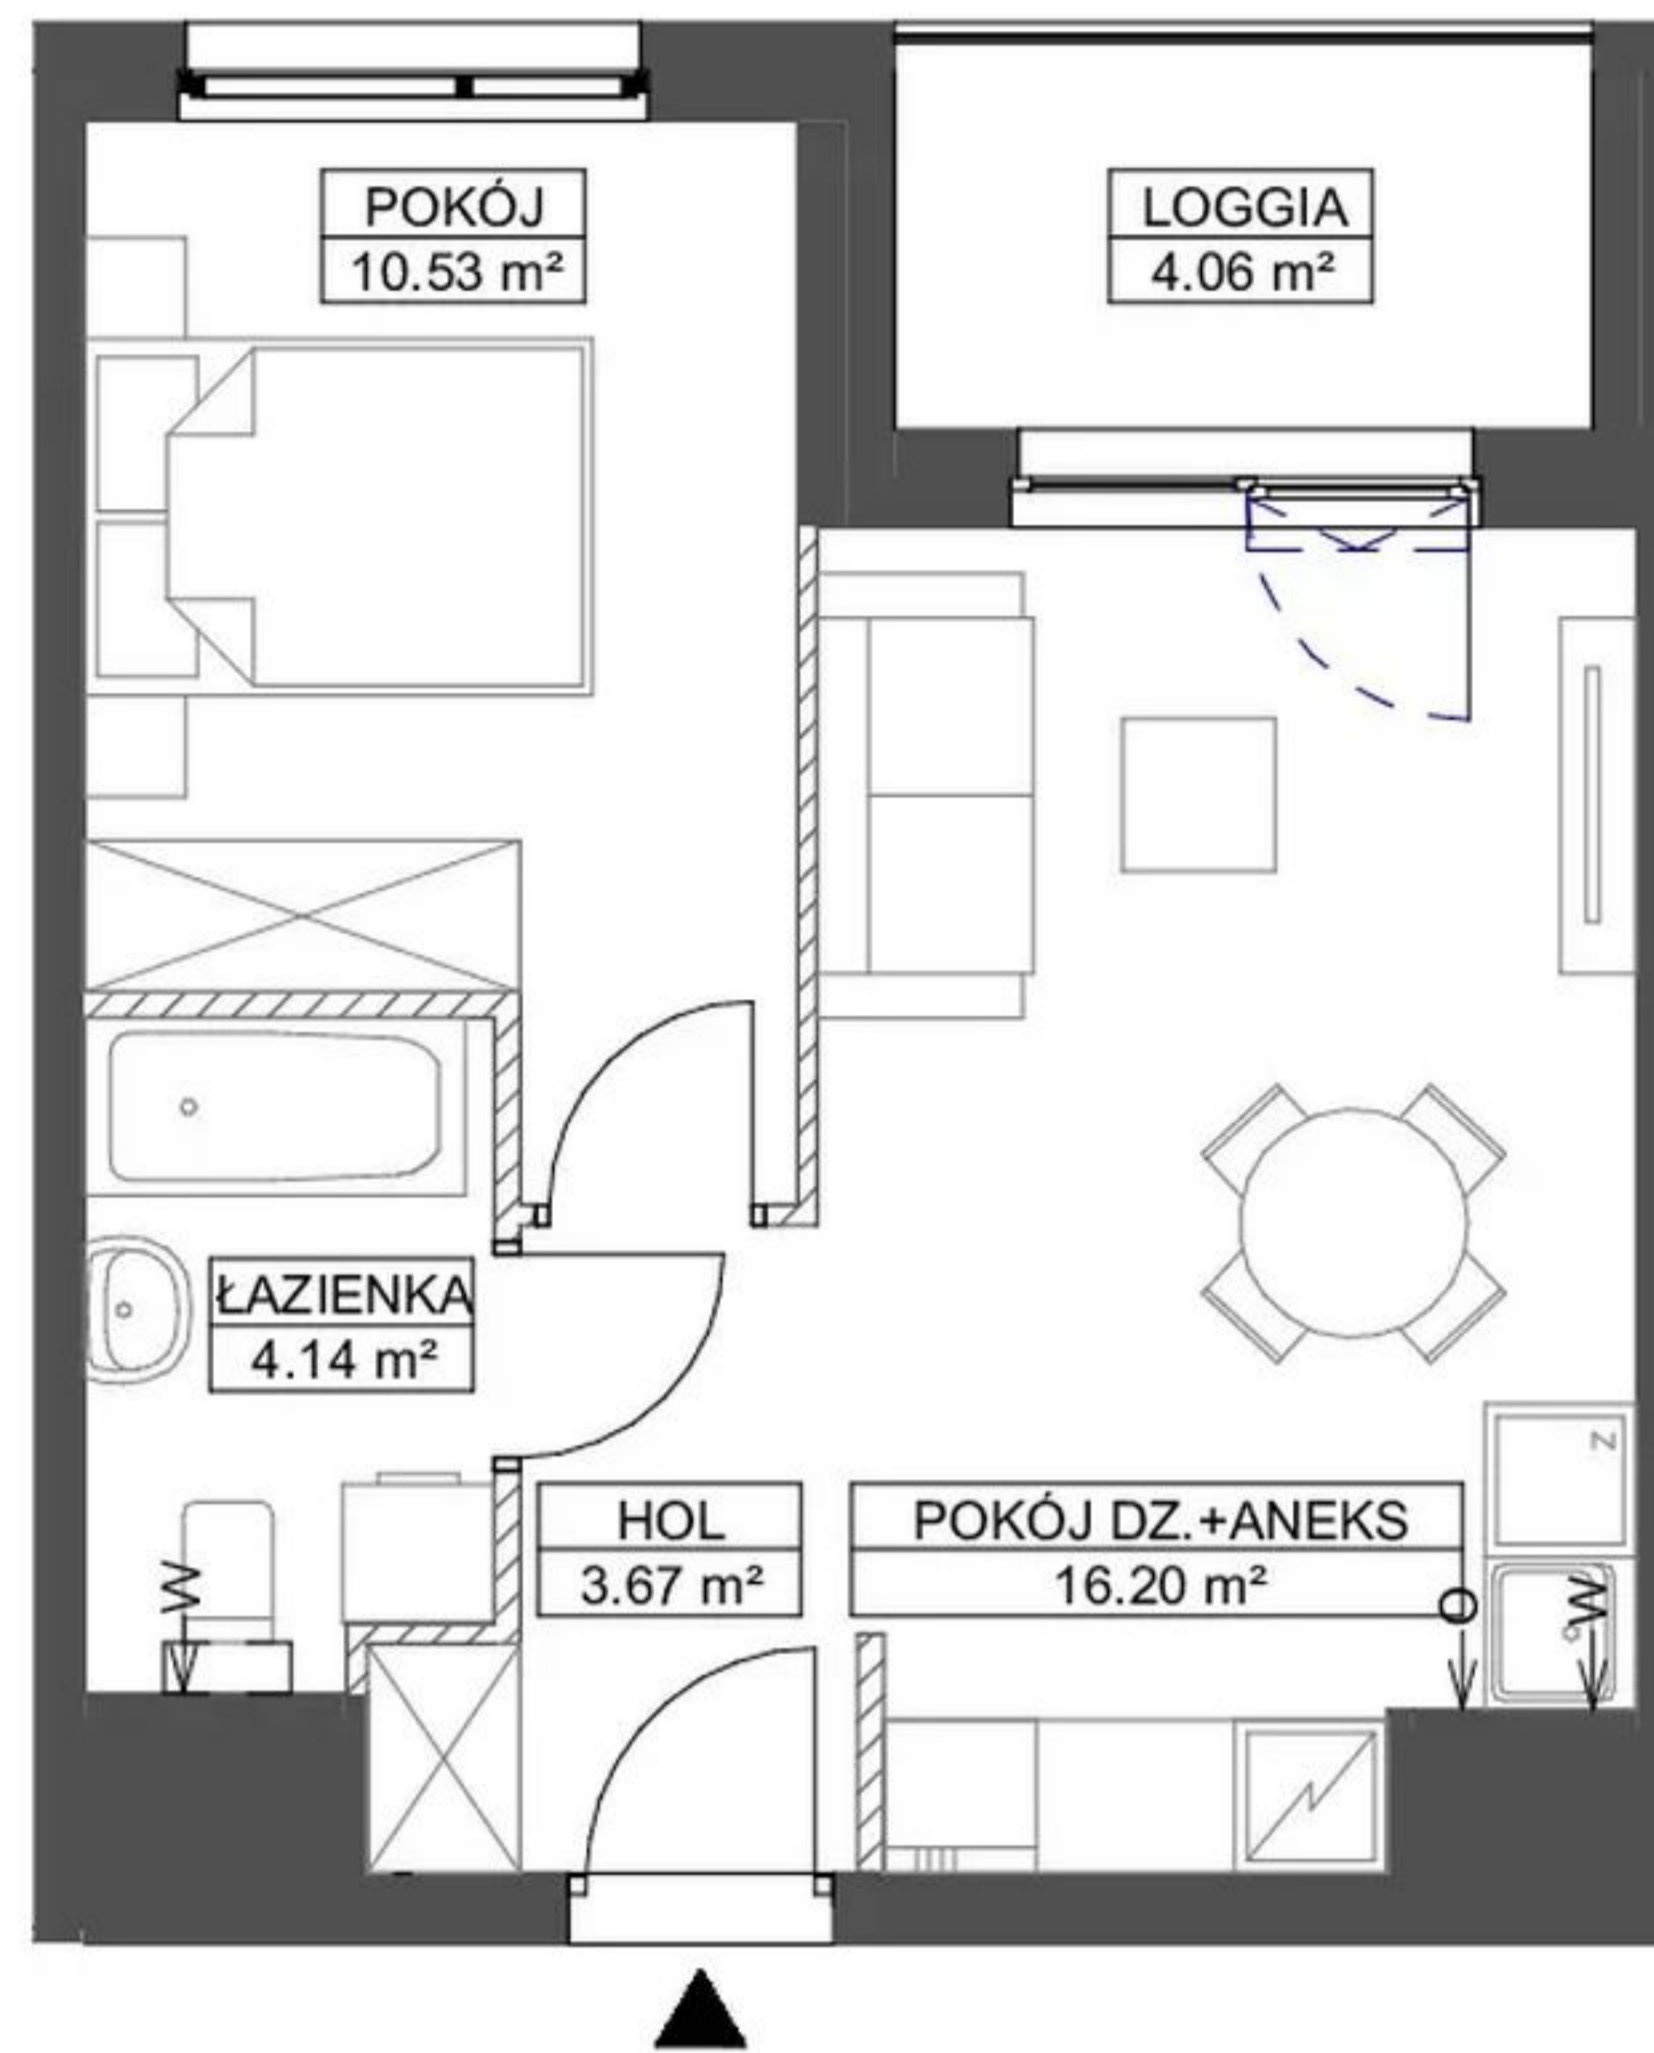 POKÓJ
10.53 m²
LOGGIA
4.06 m²
ŁAZIENKA
4.14 m²
HOL
3.67 m²
POKÓJ DZ.+ANEKS
16.20 m²
Z
W
O
W